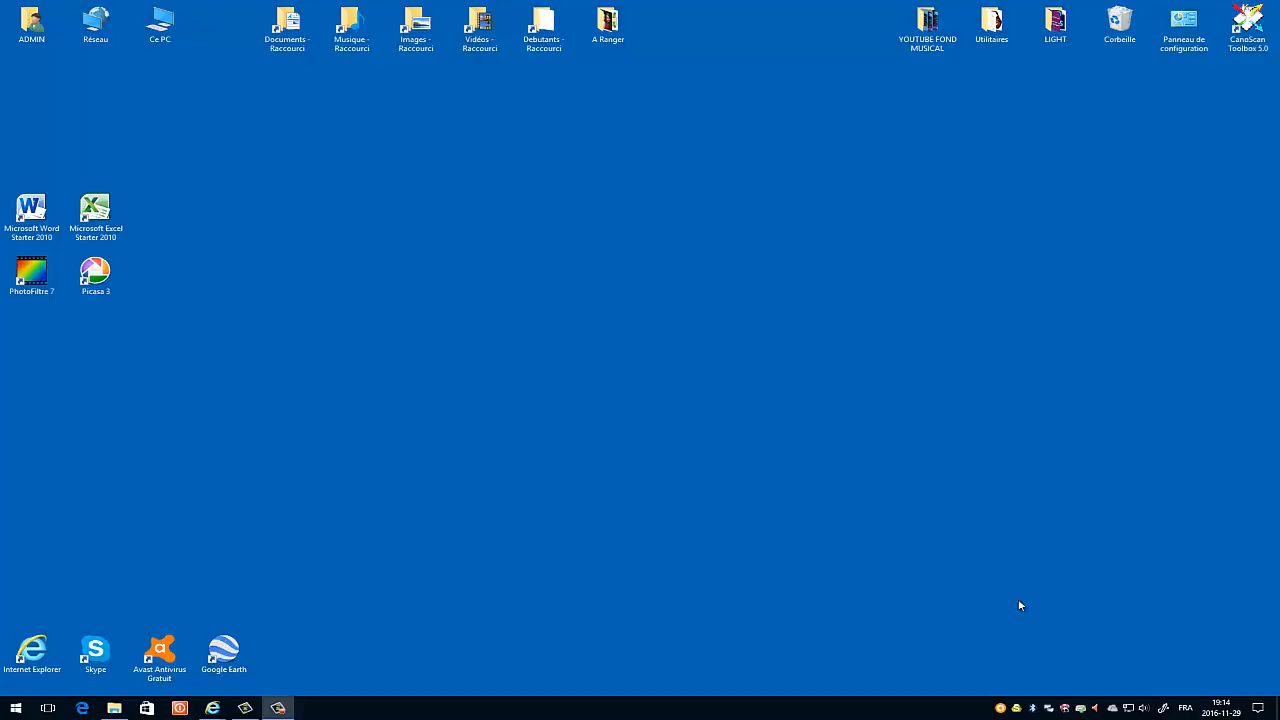 ADMIN
Réseau
Ce PC
Documents -
Raccourci
Musique -
Raccourci
Images -
Raccourci
Vidéos -
Raccourci
Debutants -
Raccourci
A Ranger
YOUTUBE FOND
MUSICAL
Utilitaires
LIGHT
Corbeille
Panneau de
configuration
CanoScan
Toolbox 5.0
Microsoft Word
Starter 2010
Microsoft Excel
Starter 2010
PhotoFiltre 7
Picasa 3
Internet Explorer
Skype
Avast Antivirus
Gratuit
Google Earth
FRA
19:14
2016-11-29